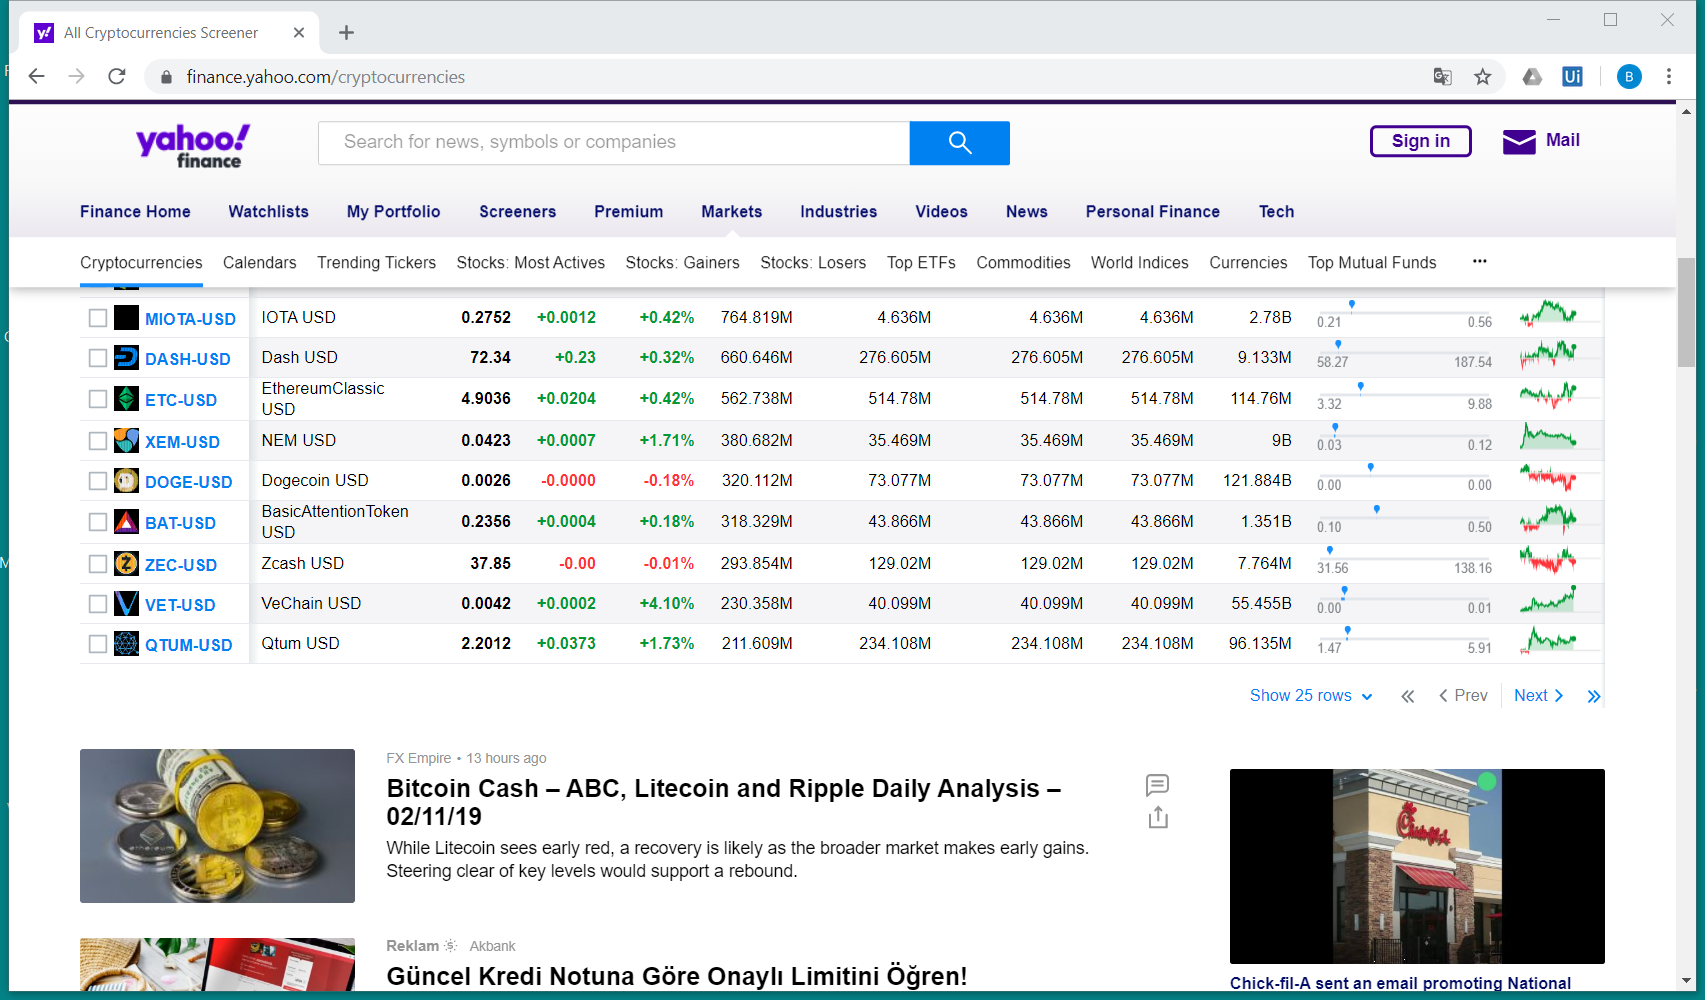 All Cryptocurrencies Screener
finance.yahoo.com/cryptocurrencies
Ui
B
yahoo!
finance
Search for news, symbols or companies
Sign in
Mail
Finance Home Watchlists My Portfolio Screeners Premium Markets Industries Videos News Personal Finance Tech
Cryptocurrencies Calendars Trending Tickers Stocks: Most Actives Stocks: Gainers Stocks: Losers Top ETFs Commodities World Indices Currencies Top Mutual Funds ...
MIOTA-USD IOTA USD 0.2752 +0.0012 +0.42% 764.819M 4.636M 4.636M 4.636M 2.78B 0.21 0.56
DASH-USD Dash USD 72.34 +0.23 +0.32% 660.646M 276.605M 276.605M 276.605M 9.133M 58.27 187.54
ETC-USD EthereumClassic USD 4.9036 +0.0204 +0.42% 562.738M 514.78M 514.78M 514.78M 114.76M 3.32 9.88
XEM-USD NEM USD 0.0423 +0.0007 +1.71% 380.682M 35.469M 35.469M 35.469M 9B 0.03 0.12
DOGE-USD Dogecoin USD 0.0026 -0.0000 -0.18% 320.112M 73.077M 73.077M 73.077M 121.884B 0.00 0.00
BAT-USD BasicAttentionToken USD 0.2356 +0.0004 +0.18% 318.329M 43.866M 43.866M 43.866M 1.351B 0.10 0.50
ZEC-USD Zcash USD 37.85 -0.00 -0.01% 293.854M 129.02M 129.02M 129.02M 7.764M 31.56 138.16
VET-USD VeChain USD 0.0042 +0.0002 +4.10% 230.358M 40.099M 40.099M 40.099M 55.455B 0.00 0.01
QTUM-USD Qtum USD 2.2012 +0.0373 +1.73% 211.609M 234.108M 234.108M 234.108M 96.135M 1.47 5.91
Show 25 rows Prev Next
FX Empire • 13 hours ago
Bitcoin Cash – ABC, Litecoin and Ripple Daily Analysis –
02/11/19
While Litecoin sees early red, a recovery is likely as the broader market makes early gains.
Steering clear of key levels would support a rebound.
Chick-fil-A
Reklam Akbank
Güncel Kredi Notuna Göre Onaylı Limitini Öğren!
Chick-fil-A sent an email promoting National